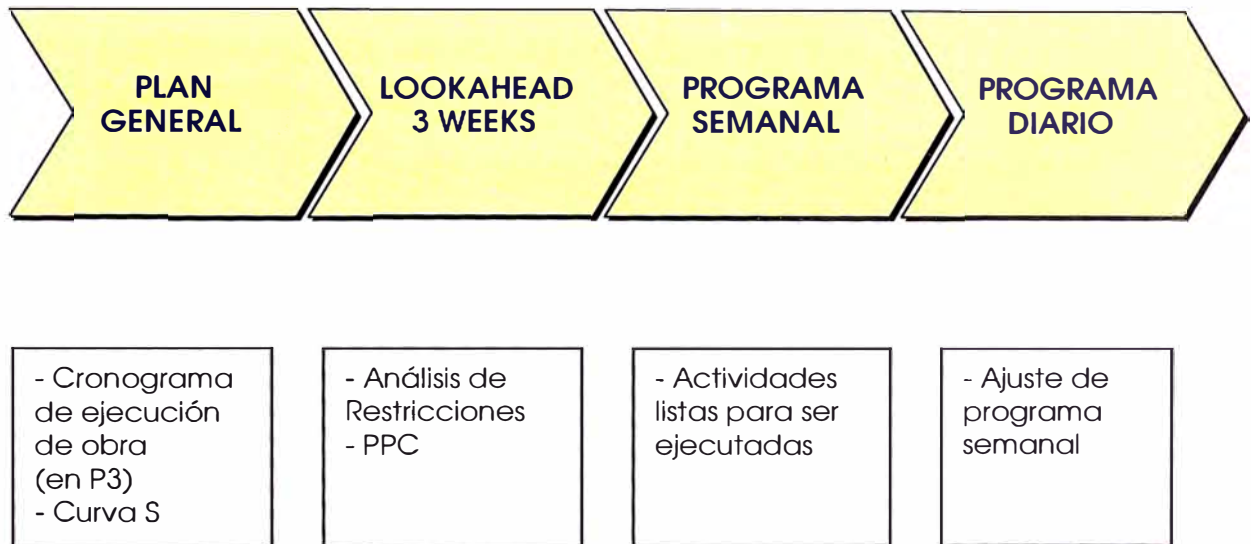 PLAN
GENERAL
LOOKAHEAD
3 WEEKS
PROGRAMA
SEMANAL
PROGRAMA
DIARIO
- Cronograma
de ejecución
de obra
(en P3)
- Curva S
- Análisis de
Restricciones
- PPC
- Actividades
listas para ser
ejecutadas
- Ajuste de
programa
semanal